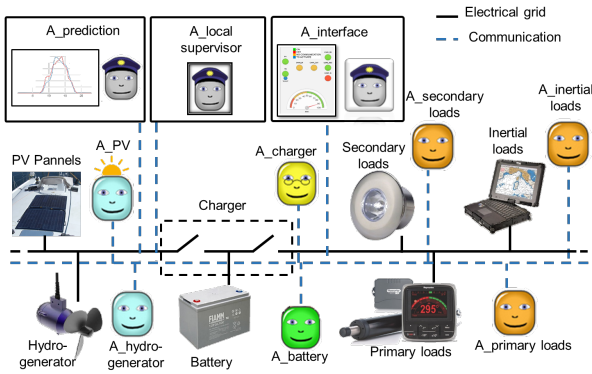 Electrical grid
Communication
A_prediction
A_local
supervisor
A_interface
A_secondary
loads
A_inertial
loads
A_PV
PV Pannels
A_charger
Secondary
loads
Inertial
loads
Charger
295°
FIAMM
Hydro-
generator
A_hydro-
generator
Battery
A_battery
Primary loads
A_primary loads